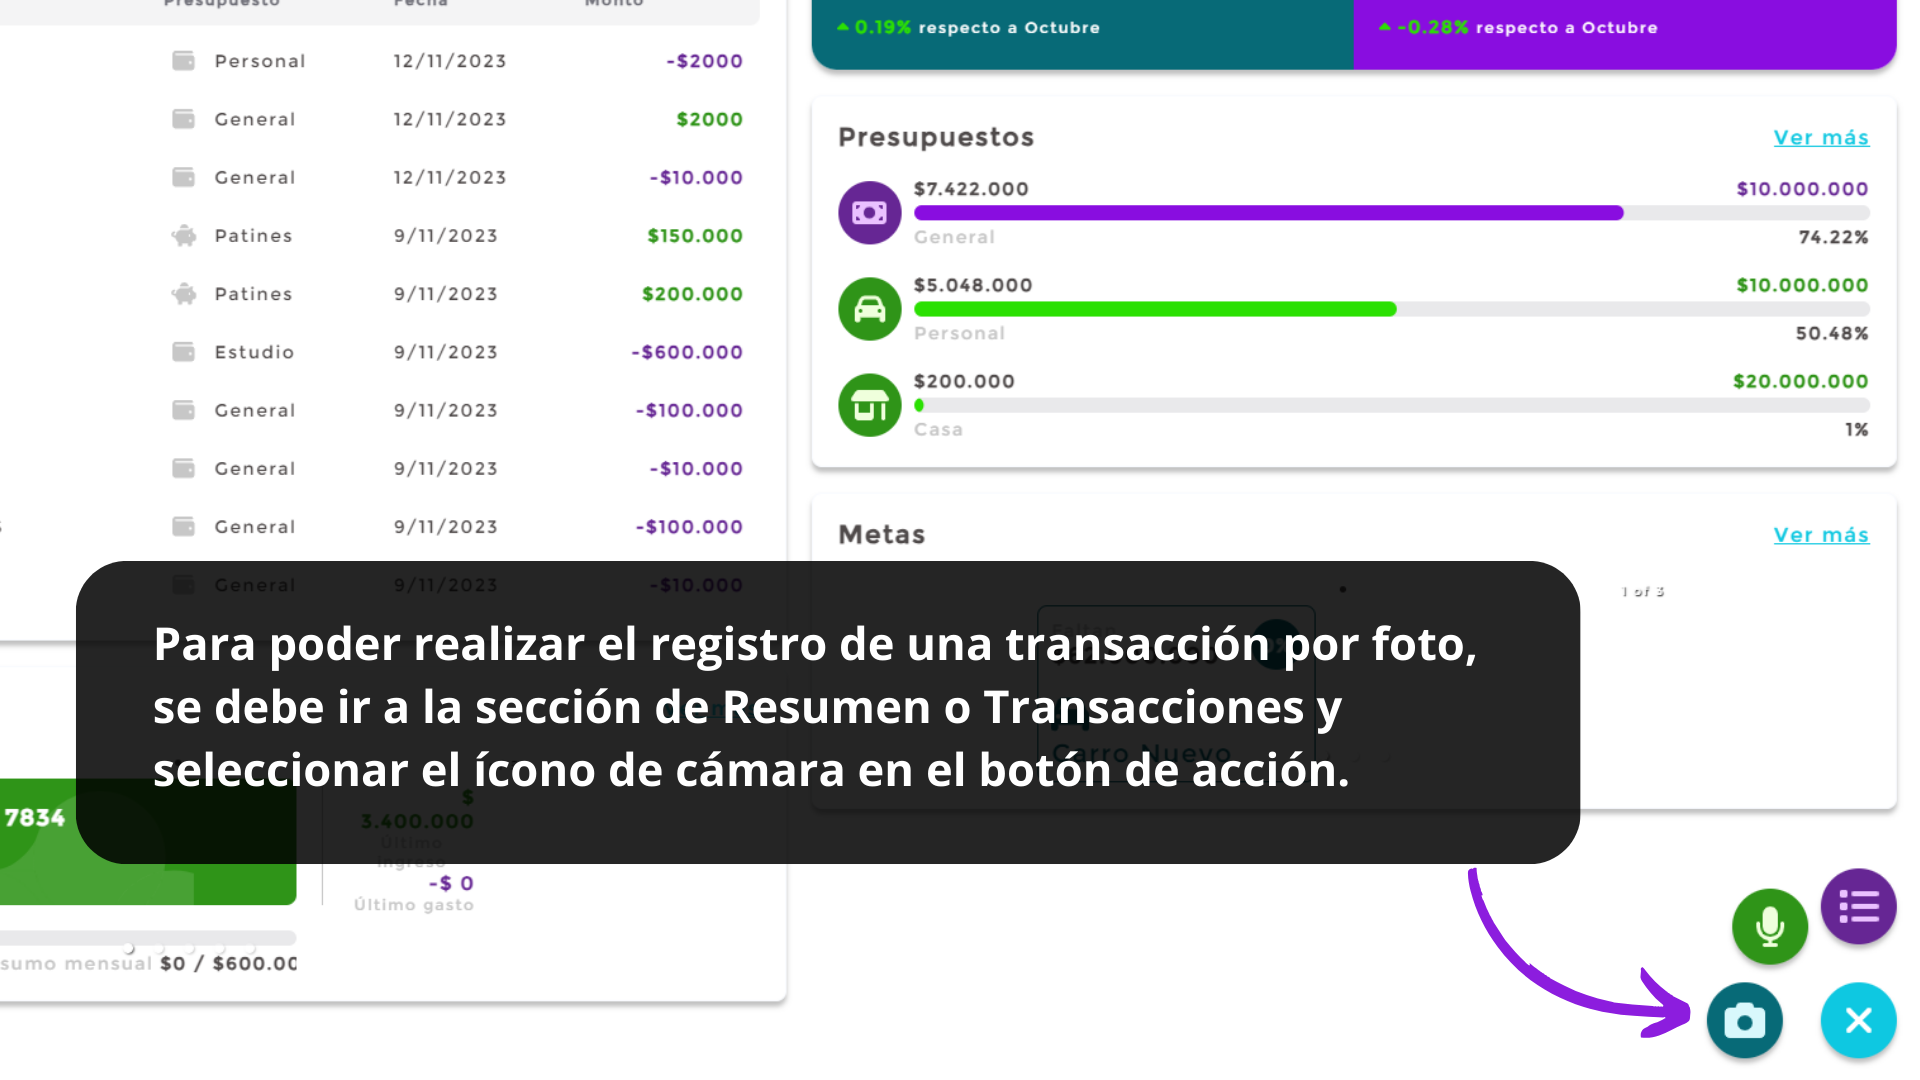 Presupuesto Fecha Monto
Personal 12/11/2023 -$2000
General 12/11/2023 $2000
General 12/11/2023 -$10.000
Patines 9/11/2023 $150.000
Patines 9/11/2023 $200.000
Estudio 9/11/2023 -$600.000
General 9/11/2023 -$100.000
General 9/11/2023 -$10.000
General 9/11/2023 -$100.000
General 9/11/2023 -$10.000
0.19% respecto a Octubre
-0.28% respecto a Octubre
Presupuestos Ver más
$7.422.000 $10.000.000
General 74.22%
$5.048.000 $10.000.000
Personal 50.48%
$200.000 $20.000.000
Casa 1%
Metas Ver más
1 of 3
Faltan
Carro Nuevo
Para poder realizar el registro de una transacción por foto,
se debe ir a la sección de Resumen o Transacciones y
seleccionar el ícono de cámara en el botón de acción.
7834
$
3.400.000
Último
ingreso
-$ 0
Último gasto
sumo mensual $0 / $600.00